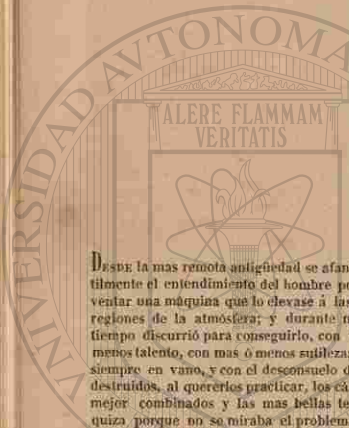 AUTONOMA
ALERE FLAMMAM
VERITATIS
UNIVERSIDAD
DESDE la mas remota antigüedad se afan
tilmente el entendimiento del hombre po
ventar una máquina que lo elevase á las
regiones de la atmósfera; y durante m
tiempo discurrió para conseguirlo, con
menos talento, con mas ó menos sutileza;
siempre en vano, y con el desconsuelo d
destruidos, al quererlos practicar, los cá
mejor combinados y las mas bellas te
quiza porque no se miraba el problem